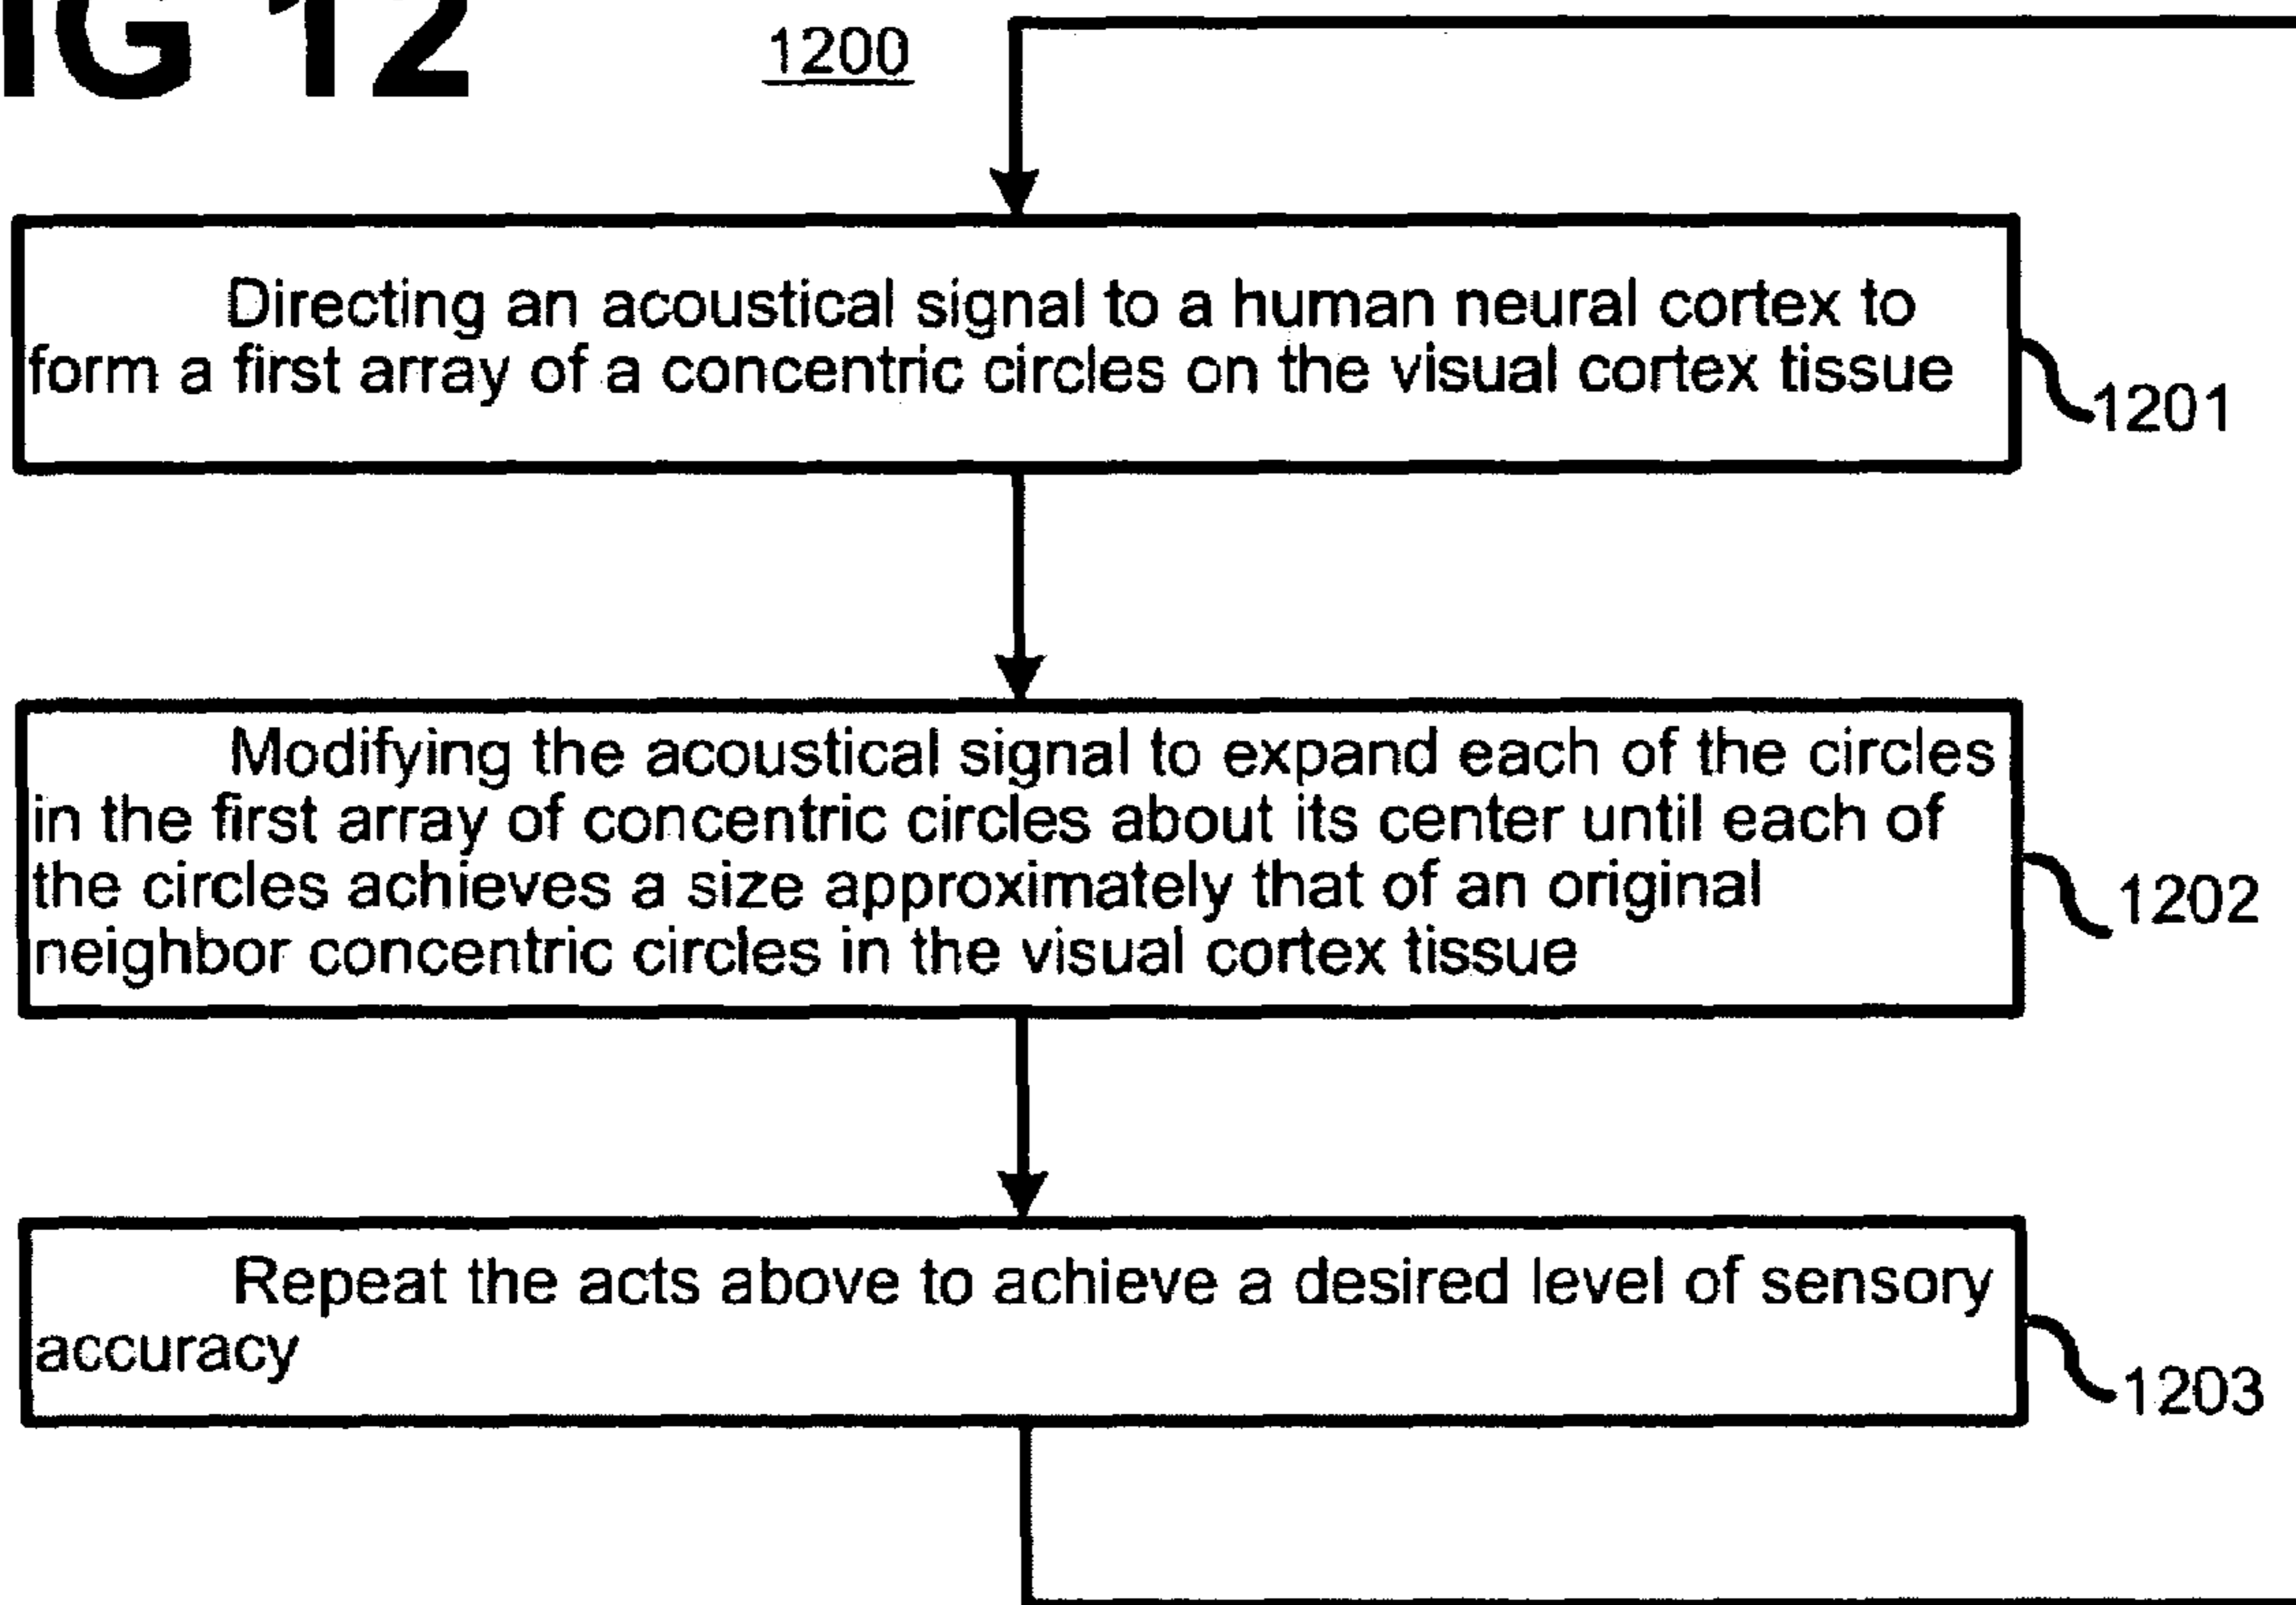 IG 12
1200
Directing an acoustical signal to a human neural cortex to
form a first array of a concentric circles on the visual cortex tissue
1201
Modifying the acoustical signal to expand each of the circles
in the first array of concentric circles about its center until each of
the circles achieves a size approximately that of an original
neighbor concentric circles in the visual cortex tissue
1202
Repeat the acts above to achieve a desired level of sensory
accuracy
1203